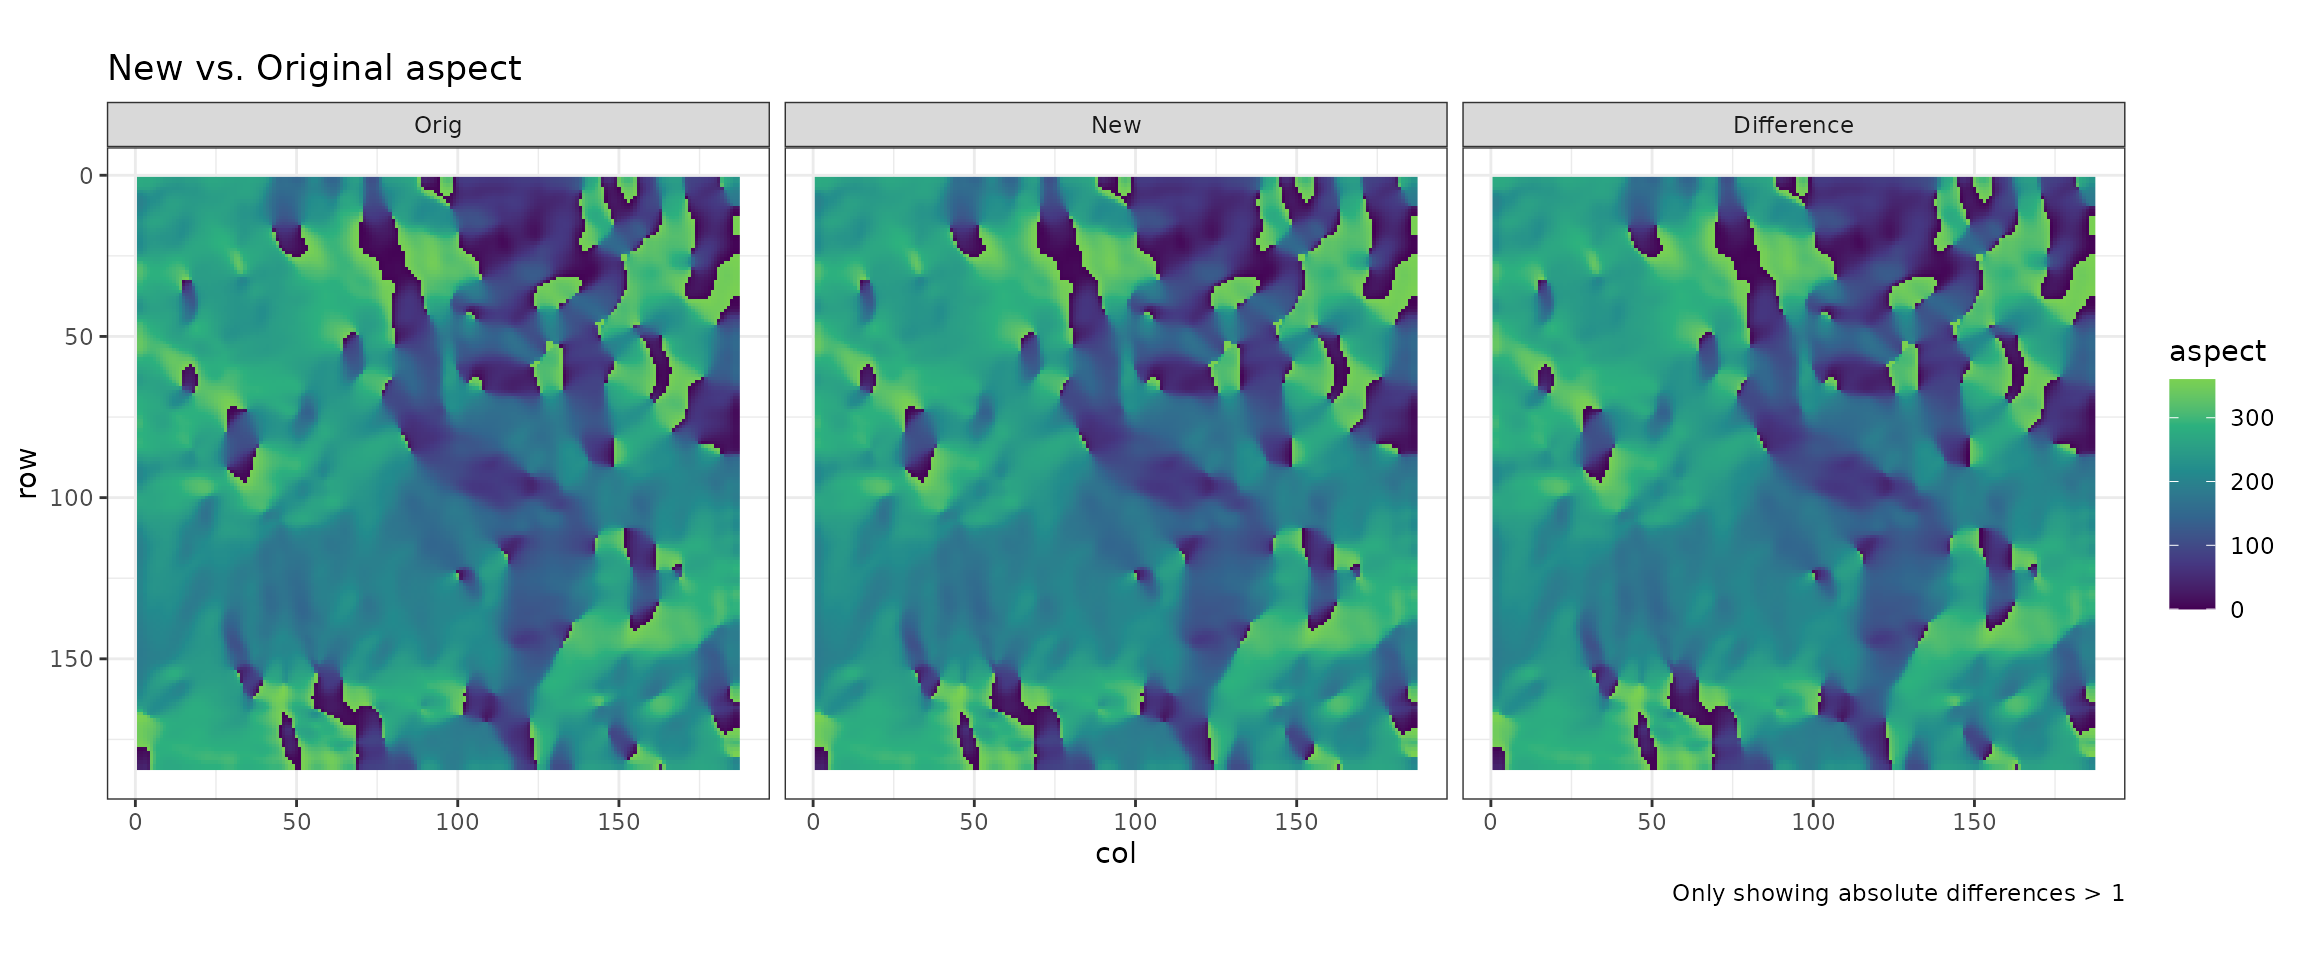 New vs. Original aspect
Orig
New
Difference
0
50
100
150
row
0 50 100 150
0 50 100 150
0 50 100 150
col
aspect
300
200
100
0
Only showing absolute differences > 1